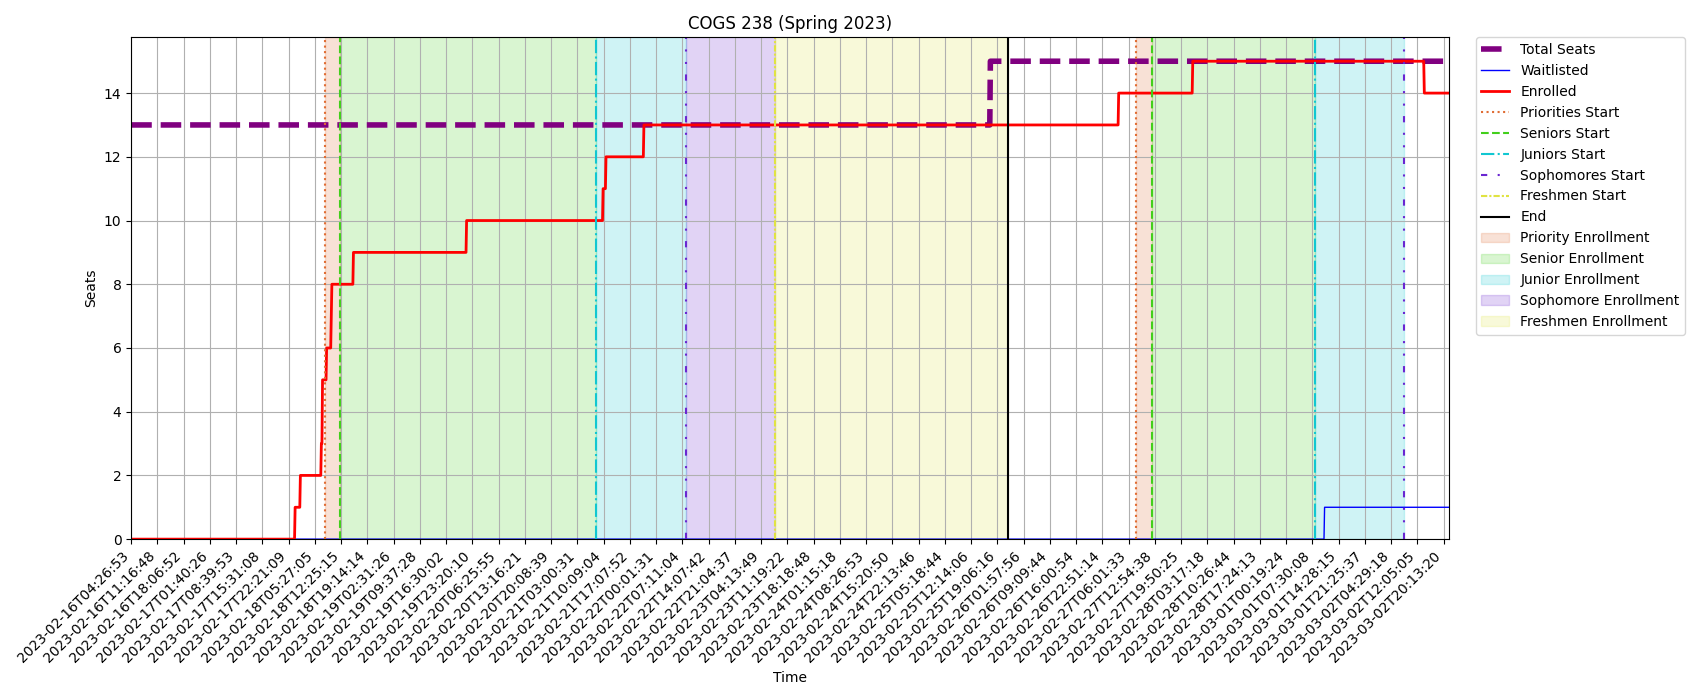 COGS 238 (Spring 2023)
Seats
14
12
10
8
6
4
2
0
Total Seats
Waitlisted
Enrolled
Priorities Start
Seniors Start
Juniors Start
Sophomores Start
Freshmen Start
End
Priority Enrollment
Senior Enrollment
Junior Enrollment
Sophomore Enrollment
Freshmen Enrollment
2023-02-16T04:26:53
2023-02-16T11:16:48
2023-02-16T18:06:52
2023-02-17T01:40:26
2023-02-17T08:39:53
2023-02-17T15:31:08
2023-02-17T22:21:09
2023-02-18T05:27:05
2023-02-18T12:25:15
2023-02-18T19:14:14
2023-02-19T02:31:26
2023-02-19T09:37:28
2023-02-19T16:30:02
2023-02-19T23:20:10
2023-02-20T06:25:55
2023-02-20T13:16:21
2023-02-20T20:08:39
2023-02-21T03:00:31
2023-02-21T10:09:04
2023-02-21T17:07:52
2023-02-22T00:01:31
2023-02-22T07:11:04
2023-02-22T14:07:42
2023-02-22T21:04:37
2023-02-23T04:13:49
2023-02-23T11:19:22
2023-02-23T18:18:48
2023-02-24T01:15:18
2023-02-24T08:26:53
2023-02-24T15:20:50
2023-02-24T22:13:46
2023-02-25T05:18:44
2023-02-25T12:14:06
2023-02-25T19:06:16
2023-02-26T01:57:56
2023-02-26T09:09:44
2023-02-26T16:00:54
2023-02-26T22:51:14
2023-02-27T06:01:33
2023-02-27T12:54:38
2023-02-27T19:50:25
2023-02-28T03:17:18
2023-02-28T10:26:44
2023-02-28T17:24:13
2023-03-01T00:19:24
2023-03-01T07:30:08
2023-03-01T14:28:15
2023-03-01T21:25:37
2023-03-02T04:29:18
2023-03-02T12:05:05
2023-03-02T20:13:20
Time